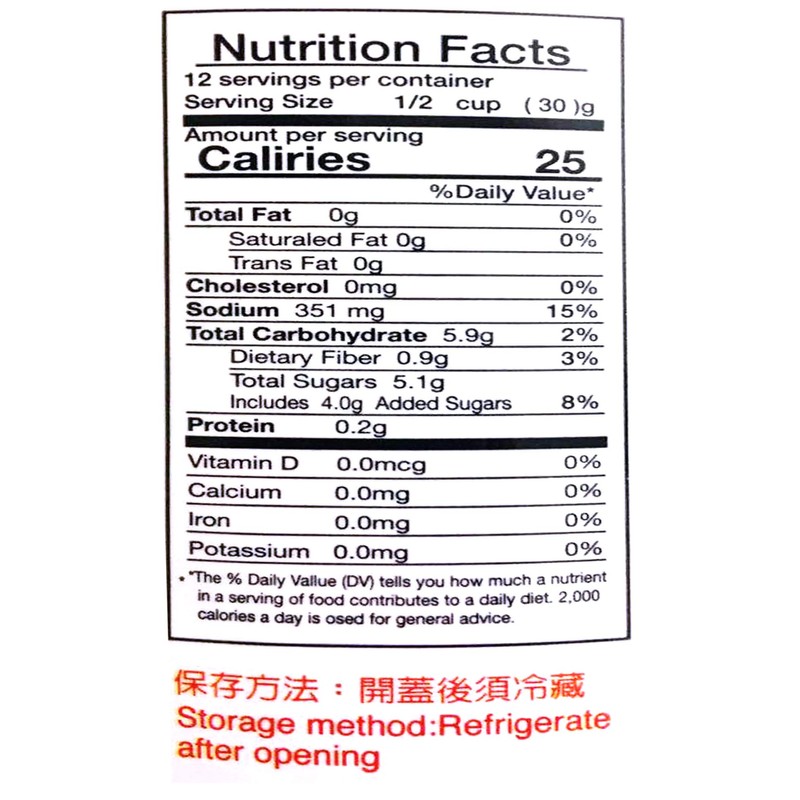 Nutrition Facts
12 servings per container
Serving Size 1/2 cup ( 30 )g
Amount per serving
Caliries 25
%Daily Value*
Total Fat 0g 0%
Saturaled Fat 0g 0%
Trans Fat 0g
Cholesterol 0mg 0%
Sodium 351 mg 15%
Total Carbohydrate 5.9g 2%
Dietary Fiber 0.9g 3%
Total Sugars 5.1g
Includes 4.0g Added Sugars 8%
Protein 0.2g
Vitamin D 0.0mcg 0%
Calcium 0.0mg 0%
Iron 0.0mg 0%
Potassium 0.0mg 0%
* "The % Daily Vallue (DV) tells you how much a nutrient
in a serving of food contributes to a daily diet. 2,000
calories a day is osed for general advice.
保存方法：開蓋後須冷藏
Storage method:Refrigerate
after opening